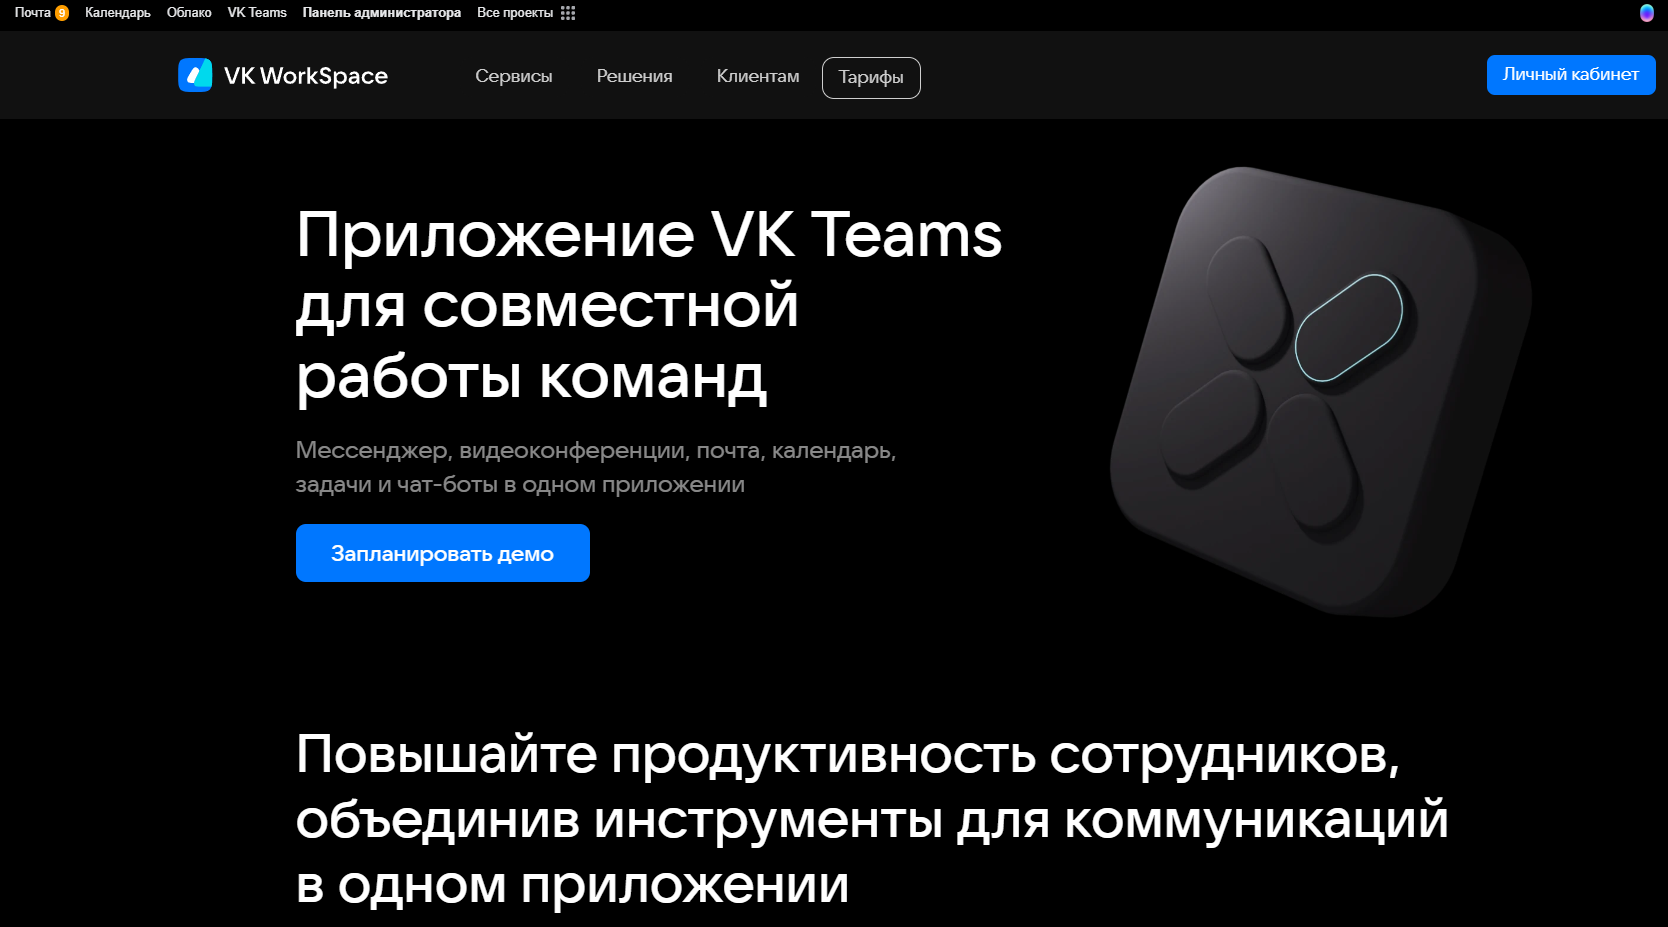 Почта 9 Календарь Облако VK Teams Панель администратора Все проекты
VK WorkSpace Сервисы Решения Клиентам Тарифы Личный кабинет
Приложение VK Teams
для совместной
работы команд
Мессенджер, видеоконференции, почта, календарь,
задачи и чат-боты в одном приложении
Запланировать демо
Повышайте продуктивность сотрудников,
объединив инструменты для коммуникаций
в одном приложении